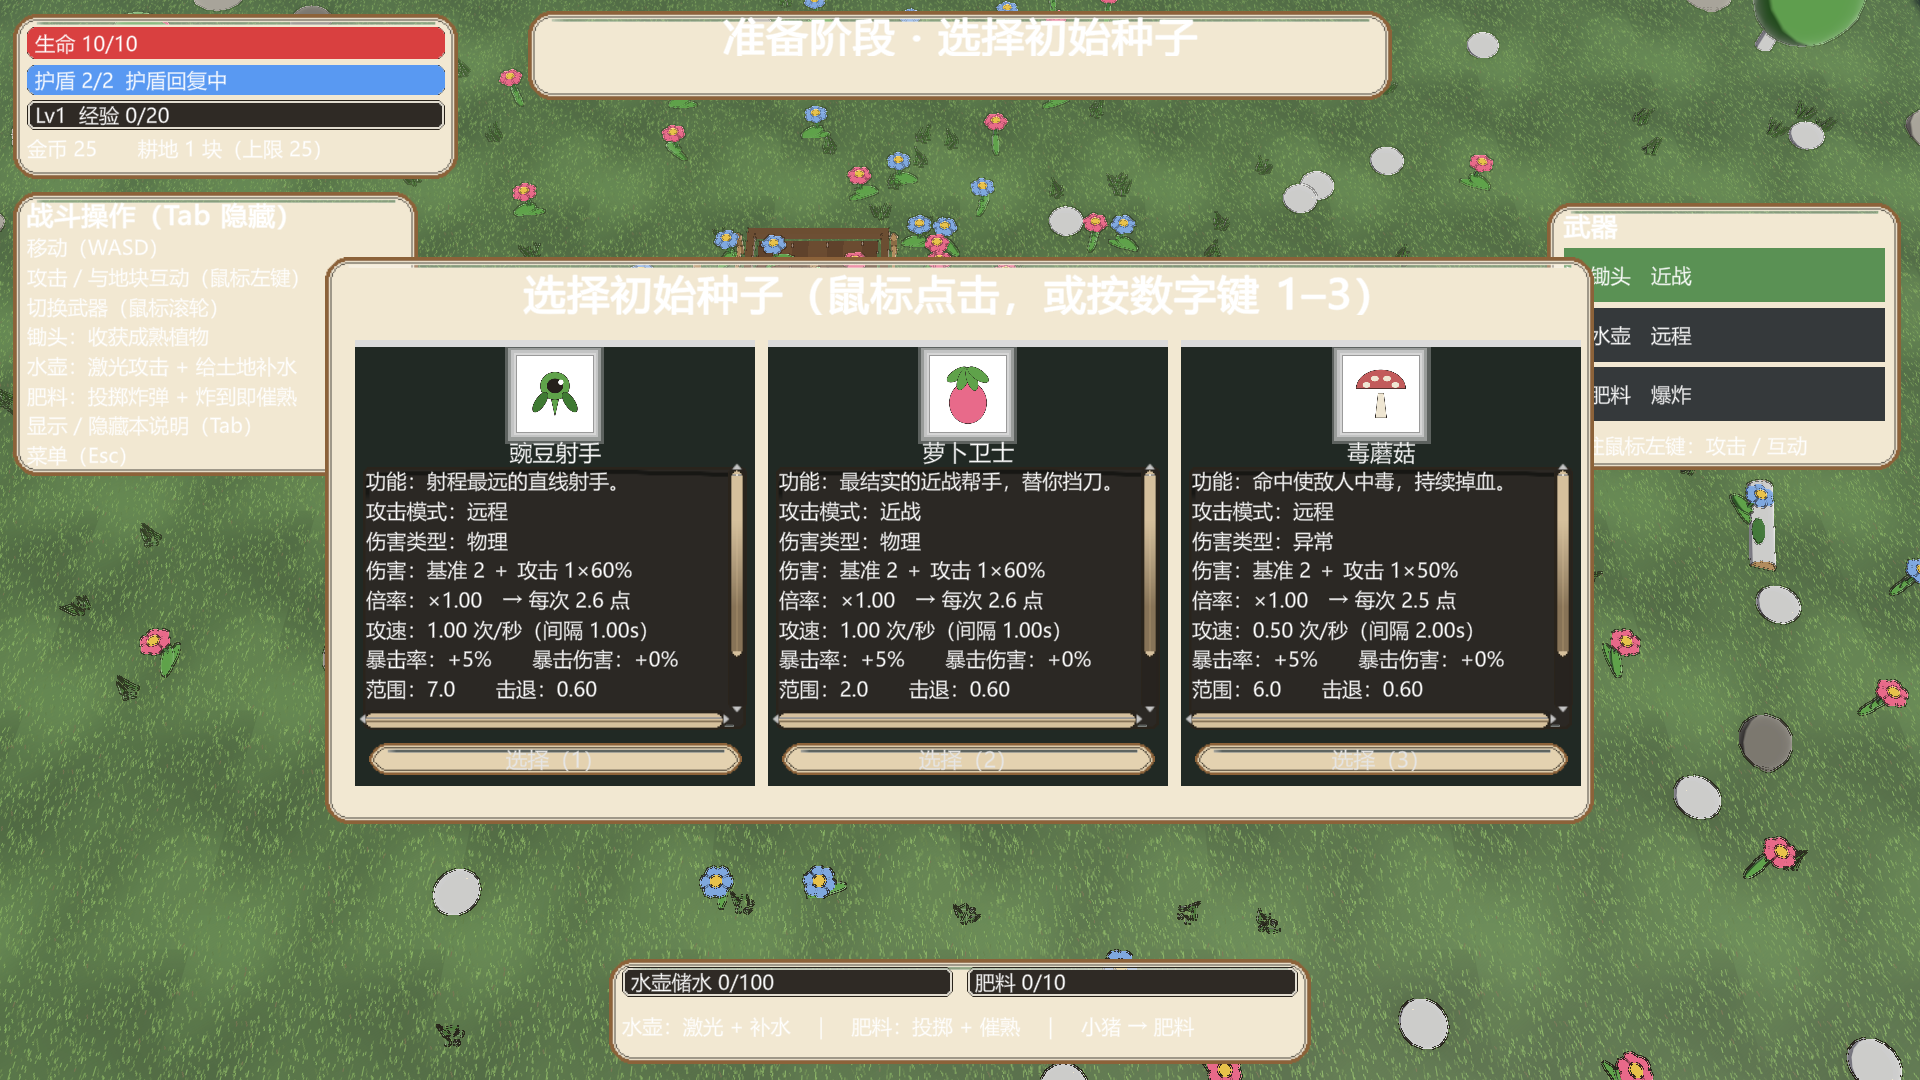 生命 10/10
护盾 2/2  护盾回复中
Lv1  经验 0/20
金币 25      耕地 1 块（上限 25）
准备阶段 · 选择初始种子
战斗操作（Tab 隐藏）
移动（WASD）
攻击 / 与地块互动（鼠标左键）
切换武器（鼠标滚轮）
锄头：收获成熟植物
水壶：激光攻击 + 给土地补水
肥料：投掷炸弹 + 炸到即催熟
显示 / 隐藏本说明（Tab）
菜单（Esc）
武器
锄头   近战
水壶   远程
肥料   爆炸
鼠标左键：攻击 / 互动
选择初始种子（鼠标点击，或按数字键 1–3）
豌豆射手
功能：射程最远的直线射手。
攻击模式：远程
伤害类型：物理
伤害：基准 2 + 攻击 1×60%
倍率：×1.00   → 每次 2.6 点
攻速：1.00 次/秒（间隔 1.00s）
暴击率：+5%      暴击伤害：+0%
范围：7.0      击退：0.60
选择（1）
萝卜卫士
功能：最结实的近战帮手，替你挡刀。
攻击模式：近战
伤害类型：物理
伤害：基准 2 + 攻击 1×60%
倍率：×1.00   → 每次 2.6 点
攻速：1.00 次/秒（间隔 1.00s）
暴击率：+5%      暴击伤害：+0%
范围：2.0      击退：0.60
选择（2）
毒蘑菇
功能：命中使敌人中毒，持续掉血。
攻击模式：远程
伤害类型：异常
伤害：基准 2 + 攻击 1×50%
倍率：×1.00   → 每次 2.5 点
攻速：0.50 次/秒（间隔 2.00s）
暴击率：+5%      暴击伤害：+0%
范围：6.0      击退：0.60
选择（3）
水壶储水 0/100
肥料 0/10
水壶：激光 + 补水    |    肥料：投掷 + 催熟    |    小猪 → 肥料